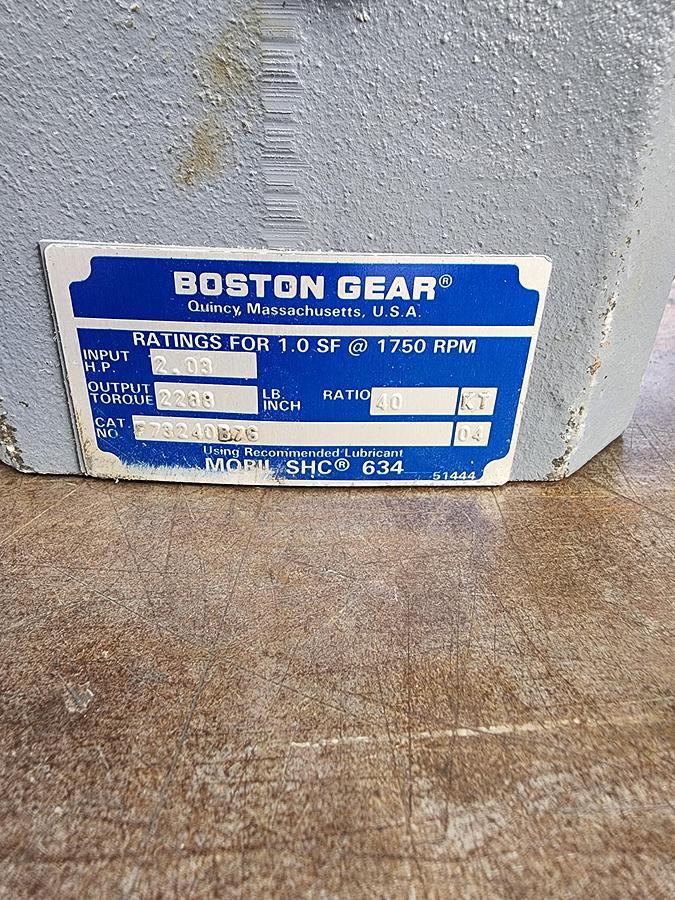 BOSTON GEAR®
Quincy, Massachusetts, U.S.A.
RATINGS FOR 1.0 SF @ 1750 RPM
INPUT H.P. 2.03
OUTPUT TORQUE 2288 LB. INCH RATIO 40 KT
CAT. NO. F73240B7G 04
Using Recommended Lubricant
MOBIL SHC® 634
51444